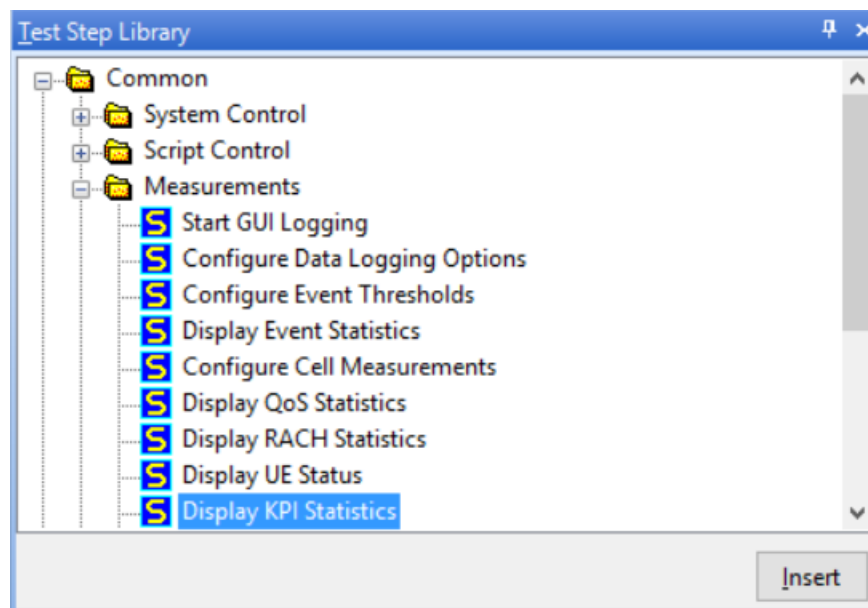 Test Step Library
Common
System Control
Script Control
Measurements
Start GUI Logging
Configure Data Logging Options
Configure Event Thresholds
Display Event Statistics
Configure Cell Measurements
Display QoS Statistics
Display RACH Statistics
Display UE Status
Display KPI Statistics
Insert